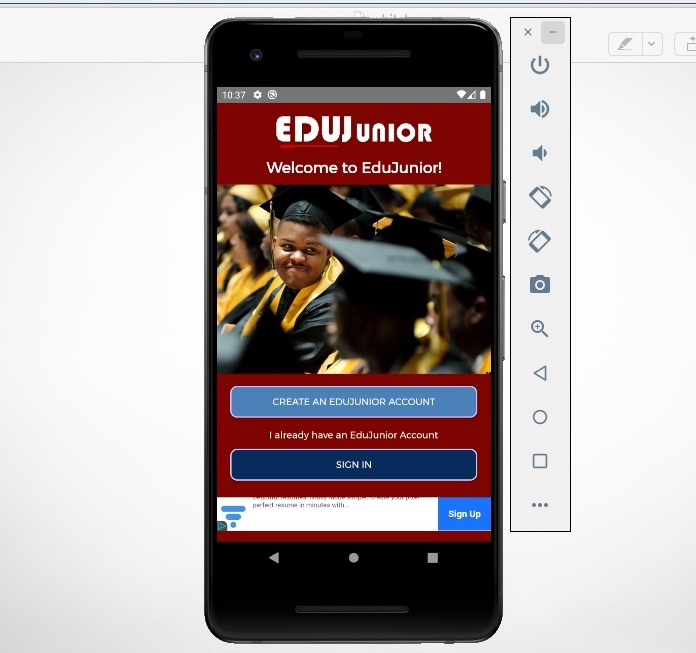 10:37
EDUJUNIOR
Welcome to EduJunior!
CREATE AN EDUJUNIOR ACCOUNT
I already have an EduJunior Account
SIGN IN
perfect resume in minutes with...
Sign Up